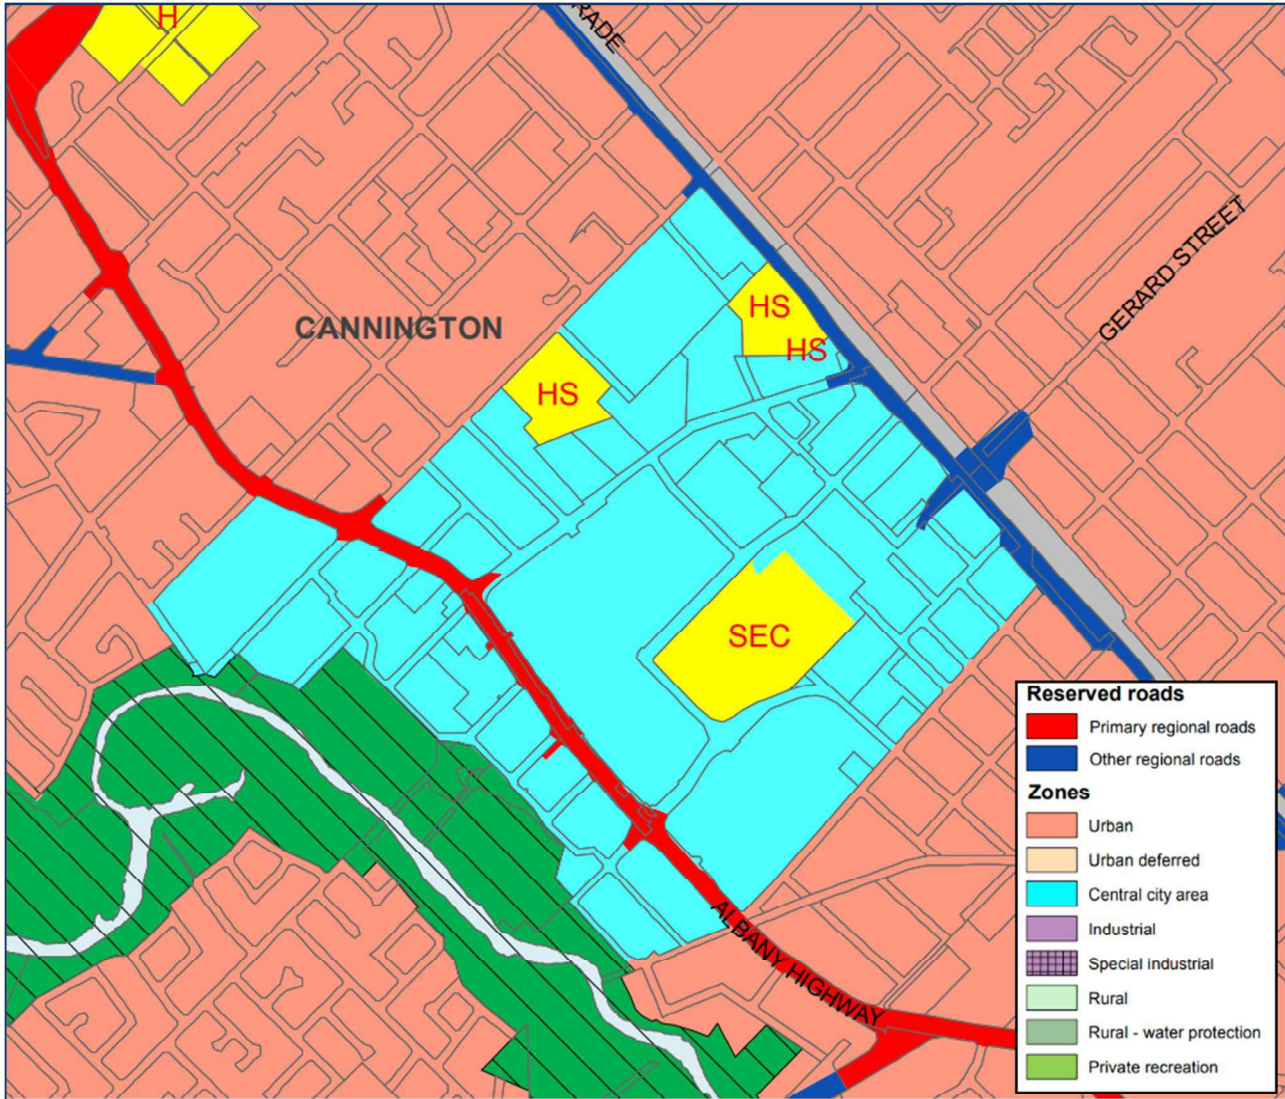 H
RADE
GERARD STREET
HS
CANNINGTON
HS
HS
SEC
ALBANY HIGHWAY
Reserved roads
Primary regional roads
Other regional roads
Zones
Urban
Urban deferred
Central city area
Industrial
Special industrial
Rural
Rural - water protection
Private recreation